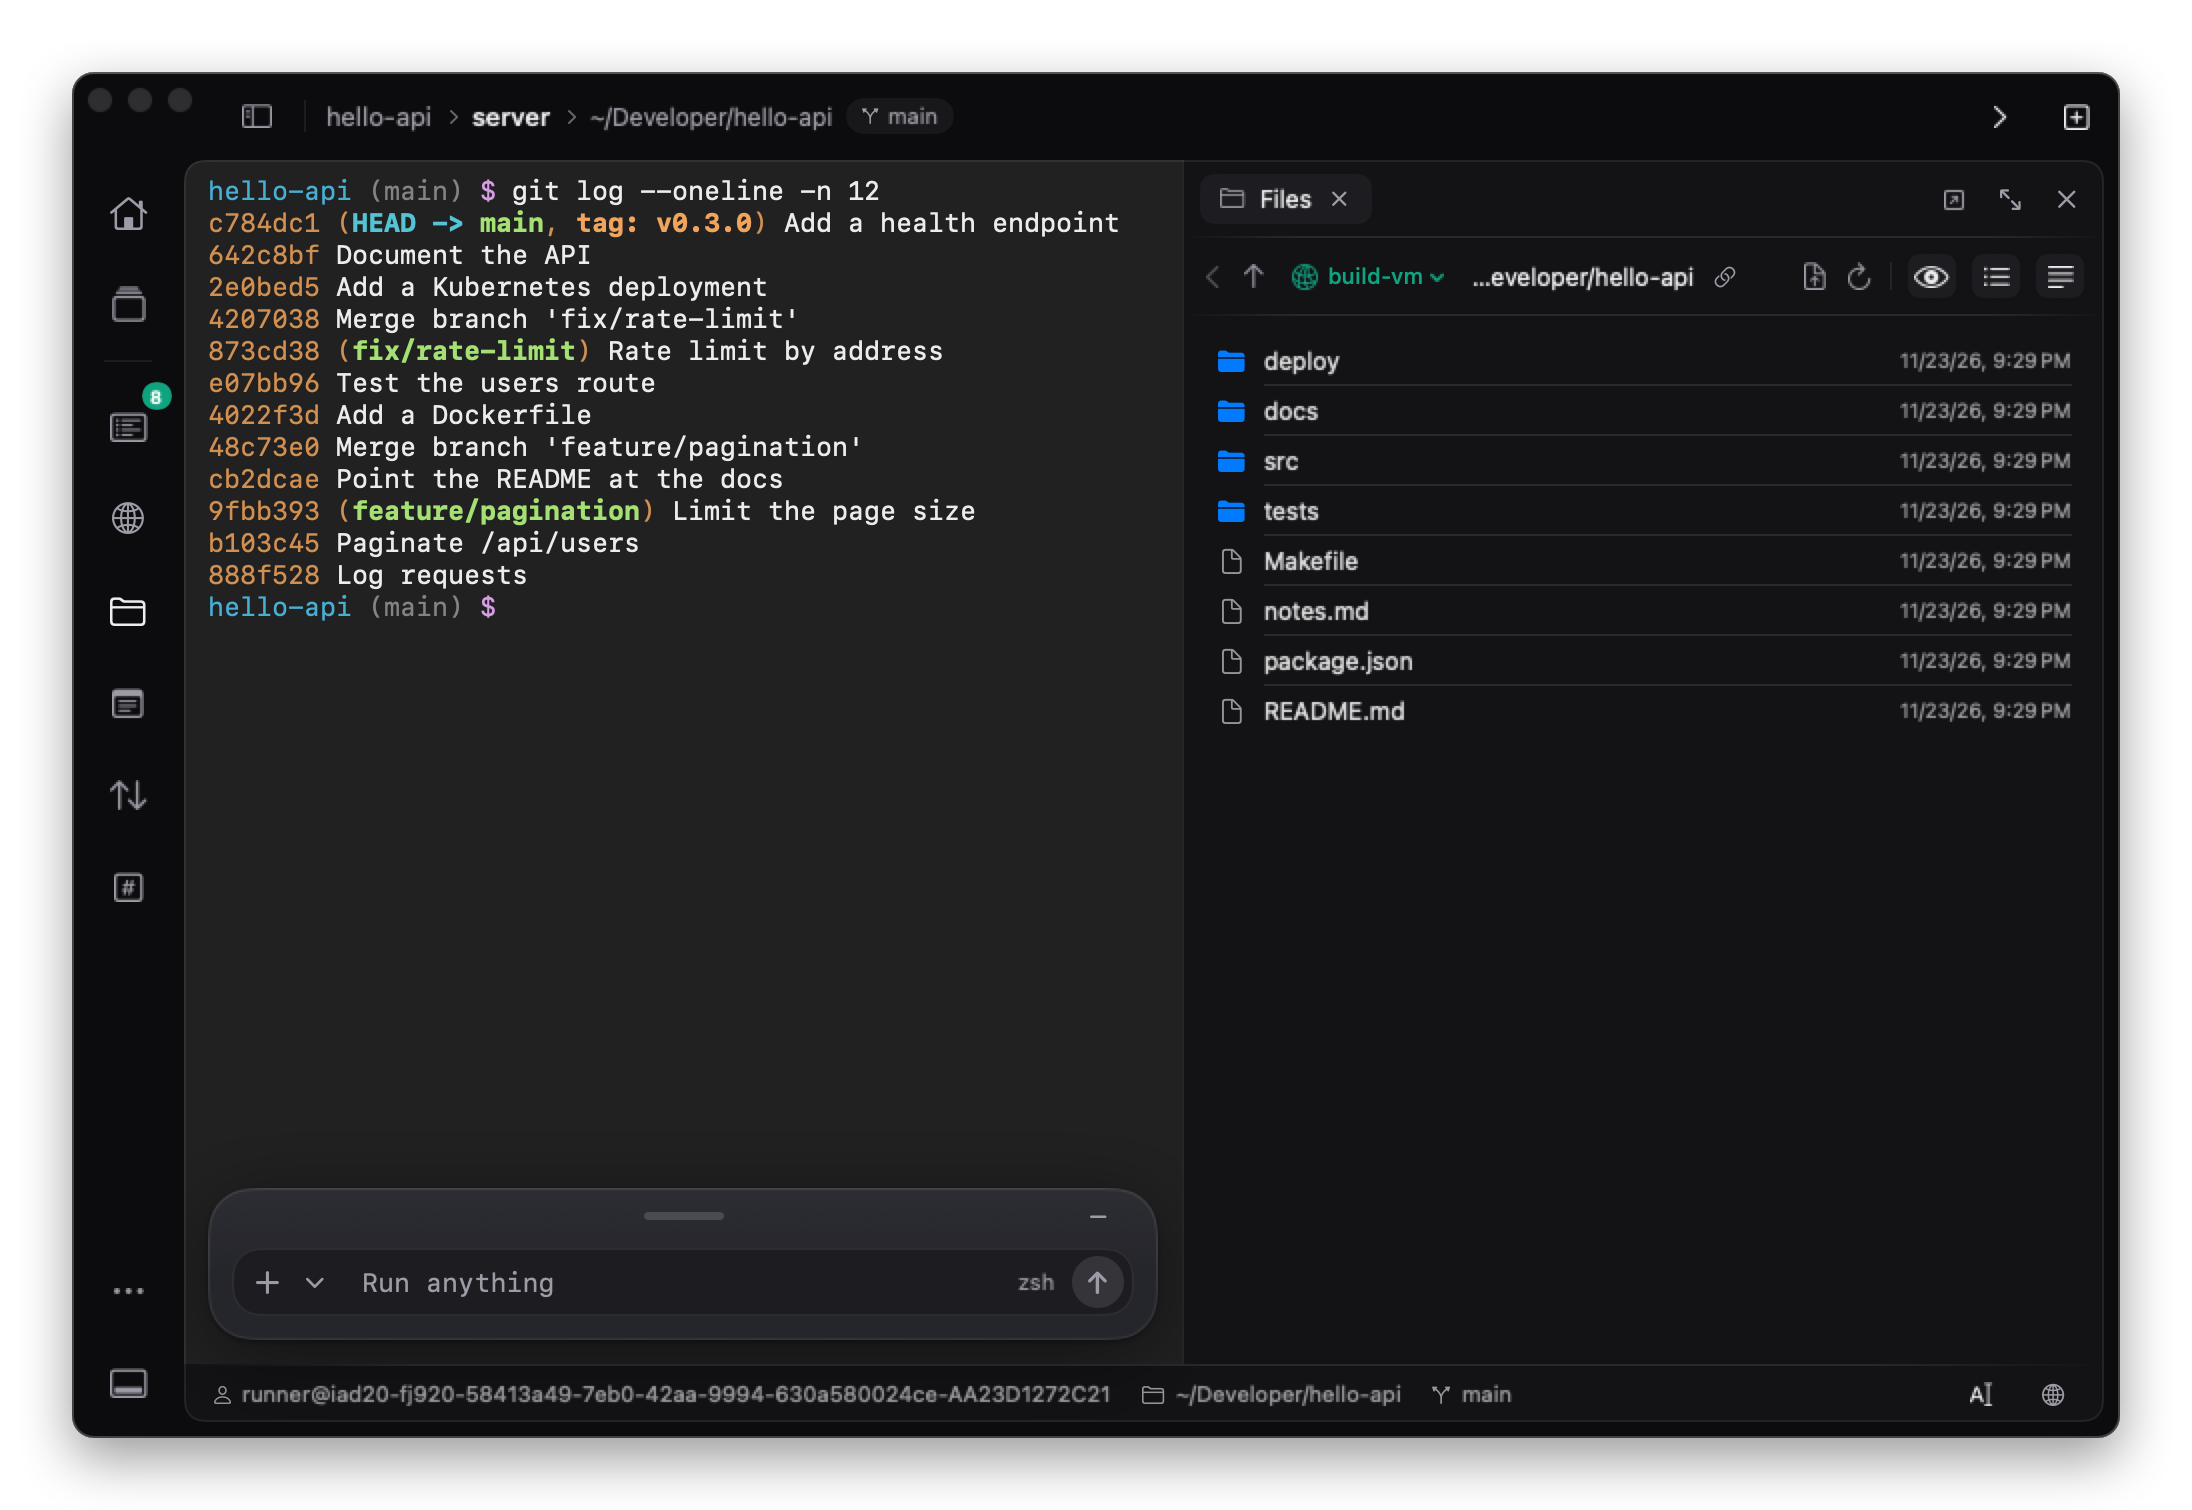 hello-api > server > ~/Developer/hello-api main
hello-api (main) $ git log --oneline -n 12
c784dc1 (HEAD -> main, tag: v0.3.0) Add a health endpoint
642c8bf Document the API
2e0bed5 Add a Kubernetes deployment
4207038 Merge branch 'fix/rate-limit'
873cd38 (fix/rate-limit) Rate limit by address
e07bb96 Test the users route
4022f3d Add a Dockerfile
48c73e0 Merge branch 'feature/pagination'
cb2dcae Point the README at the docs
9fbb393 (feature/pagination) Limit the page size
b103c45 Paginate /api/users
888f528 Log requests
hello-api (main) $
8
Run anything
zsh
Files
build-vm
...eveloper/hello-api
deploy 11/23/26, 9:29 PM
docs 11/23/26, 9:29 PM
src 11/23/26, 9:29 PM
tests 11/23/26, 9:29 PM
Makefile 11/23/26, 9:29 PM
notes.md 11/23/26, 9:29 PM
package.json 11/23/26, 9:29 PM
README.md 11/23/26, 9:29 PM
runner@iad20-fj920-58413a49-7eb0-42aa-9994-630a580024ce-AA23D1272C21 ~/Developer/hello-api main